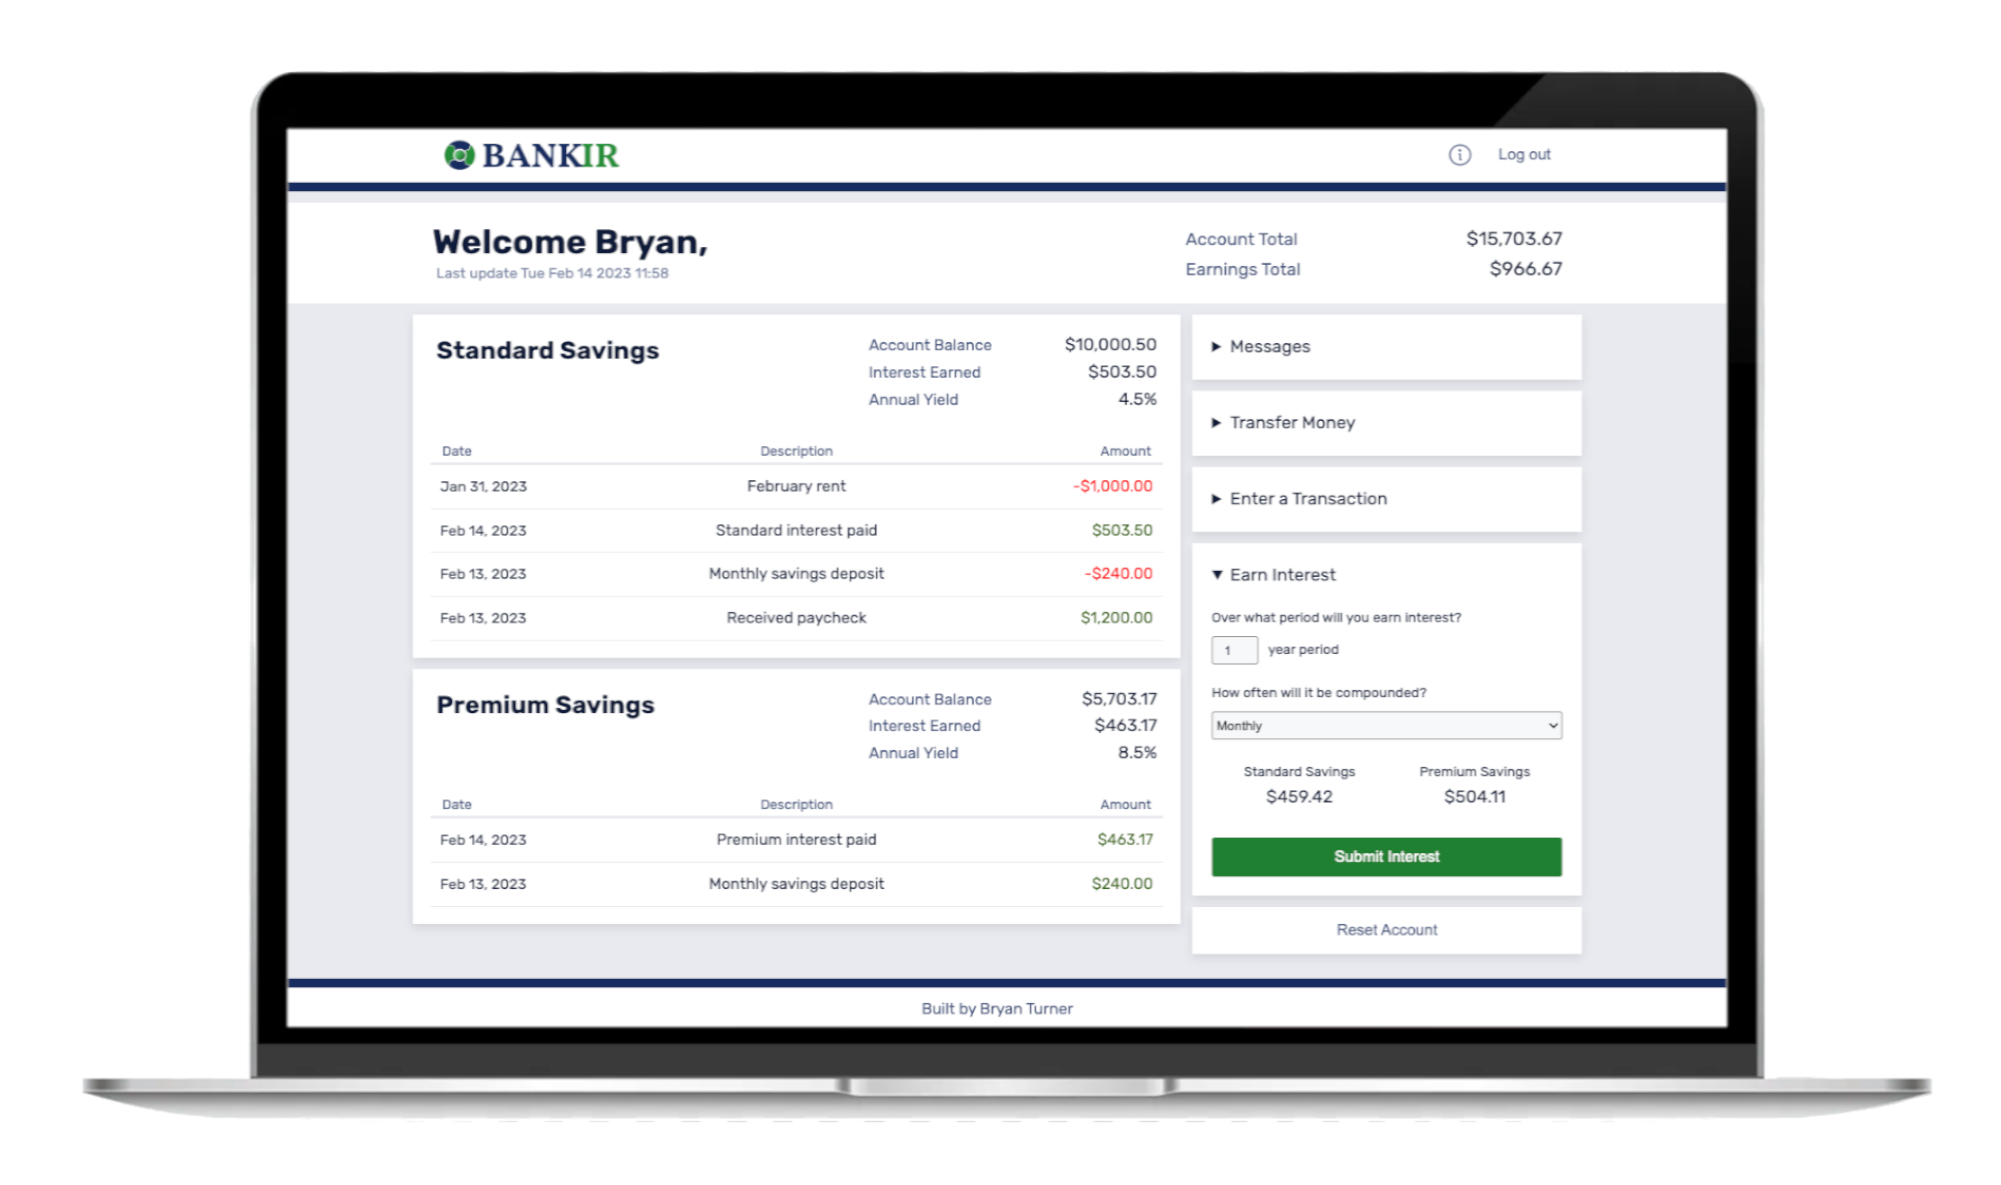 BANKIR
Log out
Welcome Bryan,
Last update Tue Feb 14 2023 11:58
Account Total $15,703.67
Earnings Total $966.67
Standard Savings
Account Balance $10,000.50
Interest Earned $503.50
Annual Yield 4.5%
Date Description Amount
Jan 31, 2023 February rent -$1,000.00
Feb 14, 2023 Standard interest paid $503.50
Feb 13, 2023 Monthly savings deposit -$240.00
Feb 13, 2023 Received paycheck $1,200.00
Premium Savings
Account Balance $5,703.17
Interest Earned $463.17
Annual Yield 8.5%
Date Description Amount
Feb 14, 2023 Premium interest paid $463.17
Feb 13, 2023 Monthly savings deposit $240.00
Messages
Transfer Money
Enter a Transaction
Earn Interest
Over what period will you earn interest?
1 year period
How often will it be compounded?
Monthly
Standard Savings Premium Savings
$459.42 $504.11
Submit Interest
Reset Account
Built by Bryan Turner